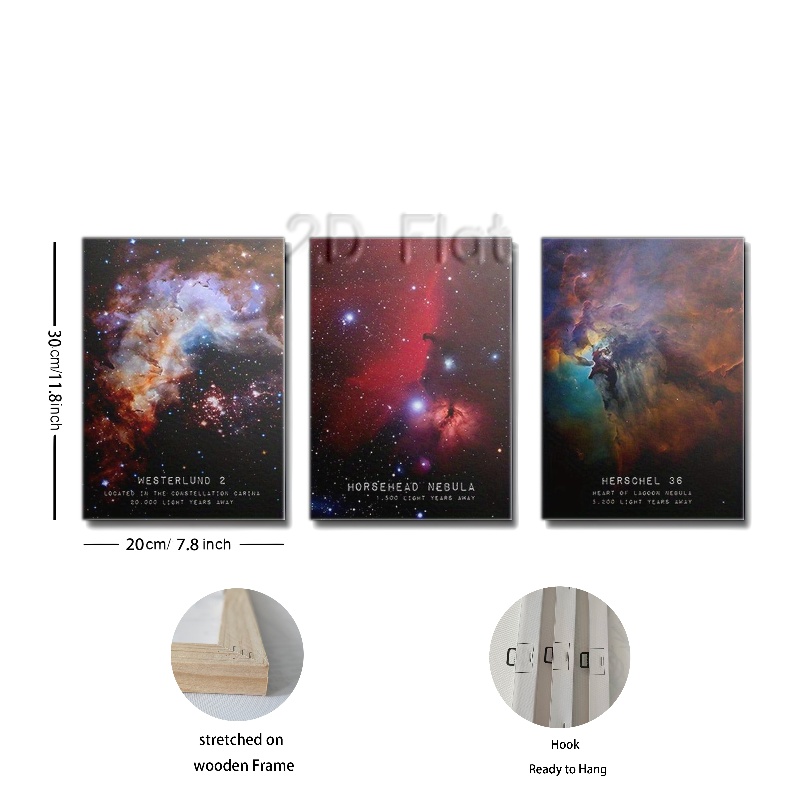 2D Flat
30cm/11.8inch
WESTERLUND 2
LOCATED IN THE CONSTELLATION CARINA
20.000 LIGHT YEARS AWAY
HORSEHEAD NEBULA
1.500 LIGHT YEARS AWAY
HERSCHEL 36
HEART OF LAGOON NEBULA
5.200 LIGHT YEARS AWAY
20cm/ 7.8 inch
stretched on
wooden Frame
Hook
Ready to Hang